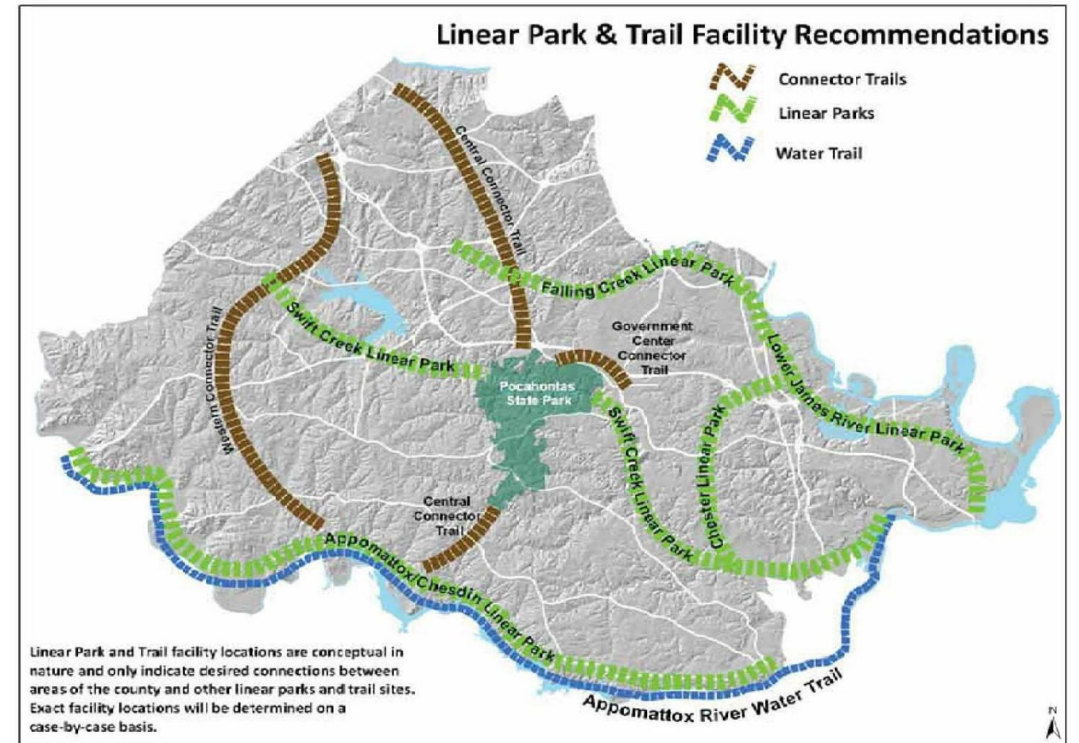 Linear Park & Trail Facility Recommendations
Connector Trails
Linear Parks
Water Trail
Central Connector Trail
Falling Creek Linear Park
Swift Creek Linear Park
Government
Center
Connector
Trail
Western Connector Trail
Pocahontas
State Park
Lower James River Linear Park
Swift Creek Linear Park
Chester Linear Park
Central
Connector
Trail
Appomattox/Chesdin Linear Park
Appomattox River Water Trail
Linear Park and Trail facility locations are conceptual in
nature and only indicate desired connections between
areas of the county and other linear parks and trail sites.
Exact facility locations will be determined on a
case-by-case basis.
N